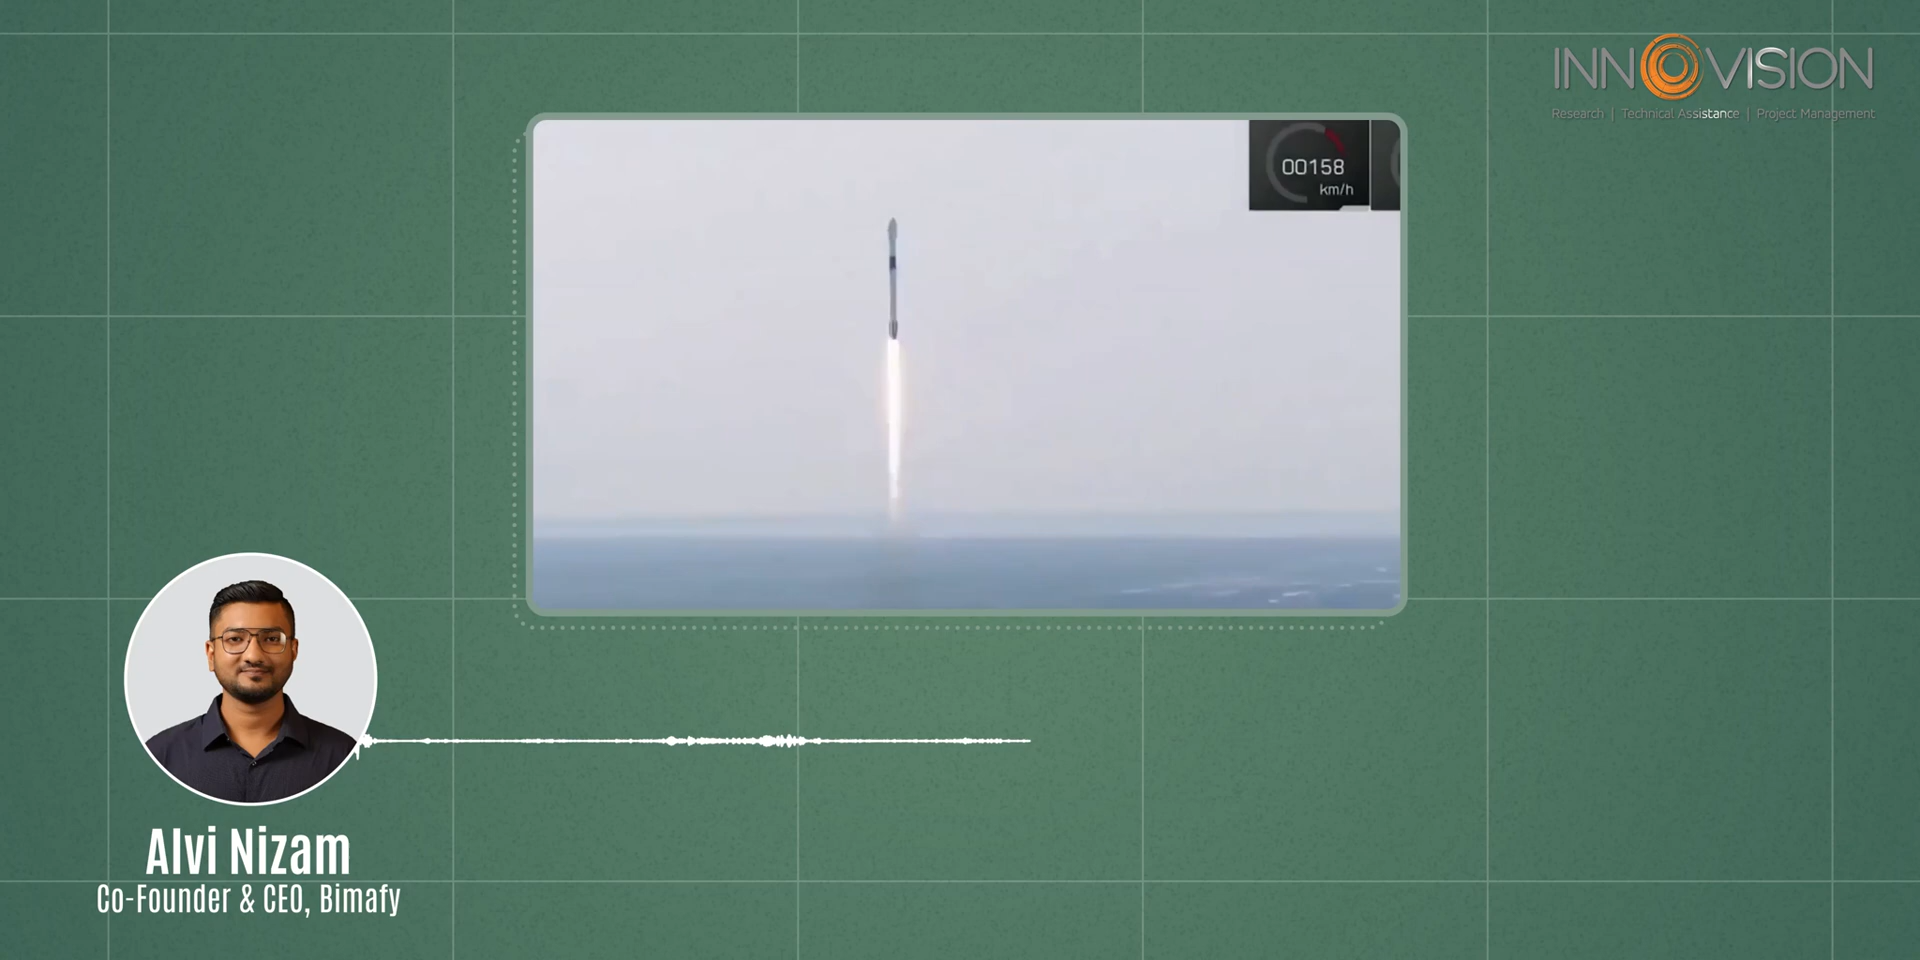 INNOVISION
Research | Technical Assistance | Project Management
00158
km/h
Alvi Nizam
Co-Founder & CEO, Bimafy